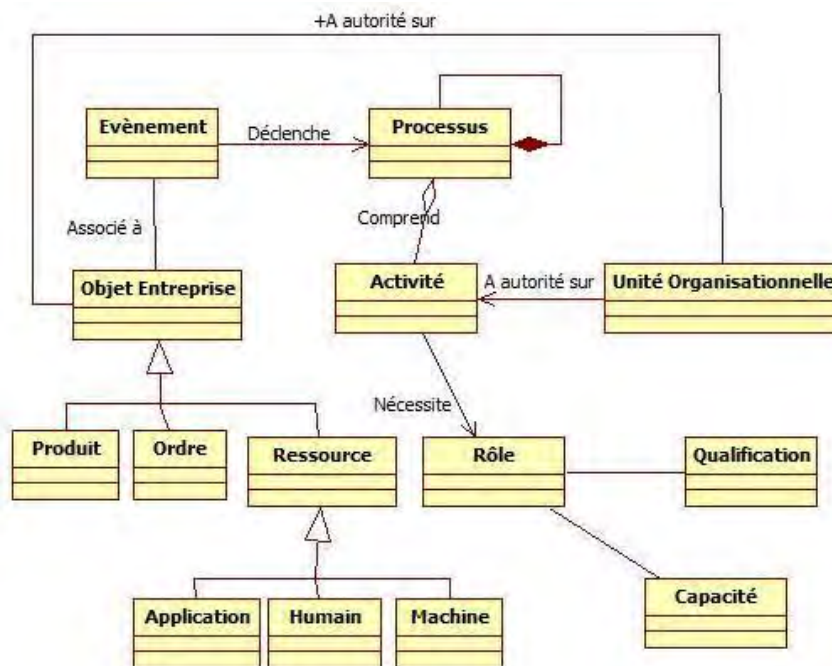 +A autorité sur
Evènement
Déclenche
Processus
Associé à
Comprend
Objet Entreprise
Activité
A autorité sur
Unité Organisationnelle
Nécessite
Produit
Ordre
Ressource
Rôle
Qualification
Application
Humain
Machine
Capacité